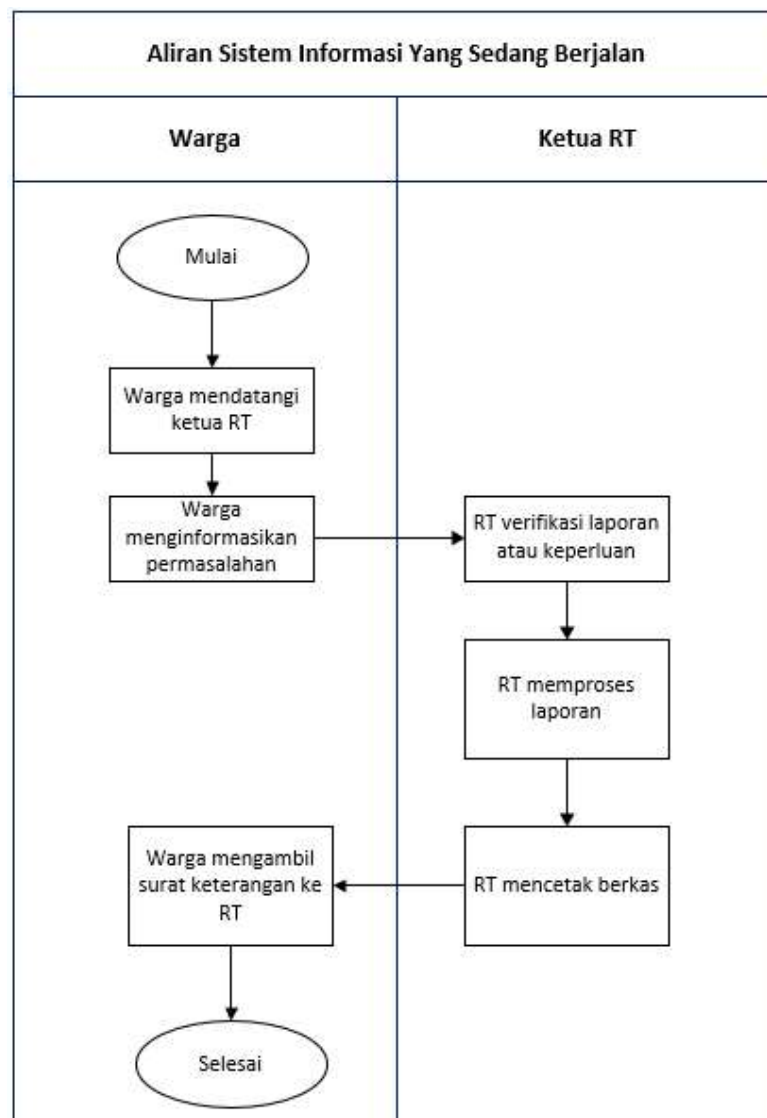 Aliran Sistem Informasi Yang Sedang Berjalan
Warga
Ketua RT
Mulai
Warga mendatangi
ketua RT
Warga
menginformasikan
permasalahan
RT verifikasi laporan
atau keperluan
RT memproses
laporan
RT mencetak berkas
Warga mengambil
surat keterangan ke
RT
Selesai